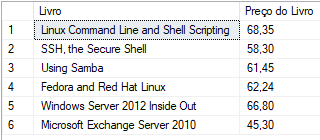 Livro Preço do Livro
1 Linux Command Line and Shell Scripting 68,35
2 SSH, the Secure Shell 58,30
3 Using Samba 61,45
4 Fedora and Red Hat Linux 62,24
5 Windows Server 2012 Inside Out 66,80
6 Microsoft Exchange Server 2010 45,30